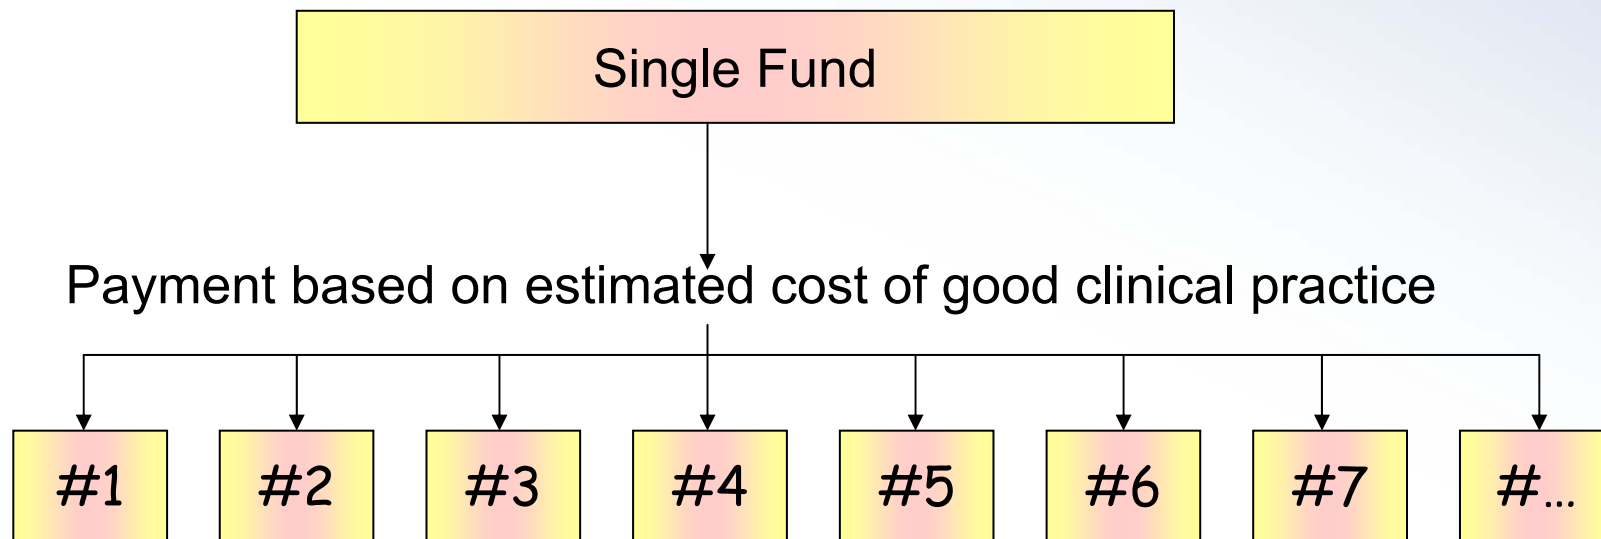 Single Fund
Payment based on estimated cost of good clinical practice
#1 #2 #3 #4 #5 #6 #7 #...